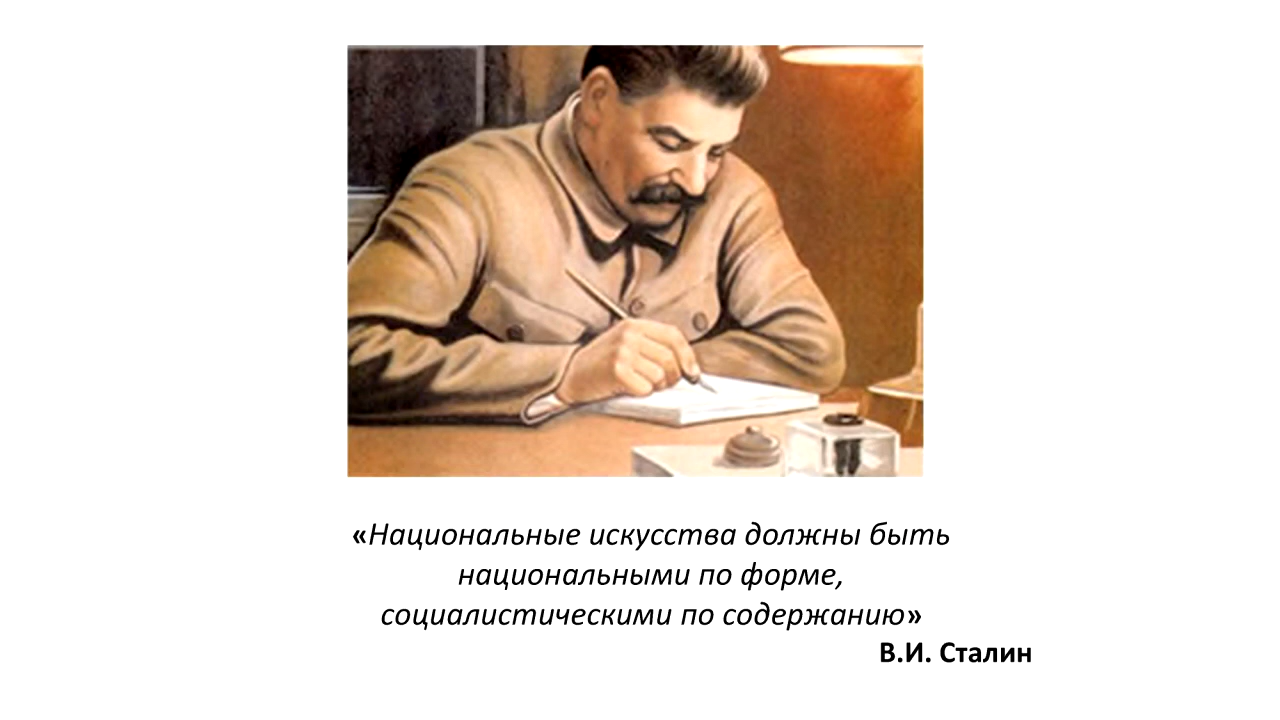 «Национальные искусства должны быть
национальными по форме,
социалистическими по содержанию»
В.И. Сталин